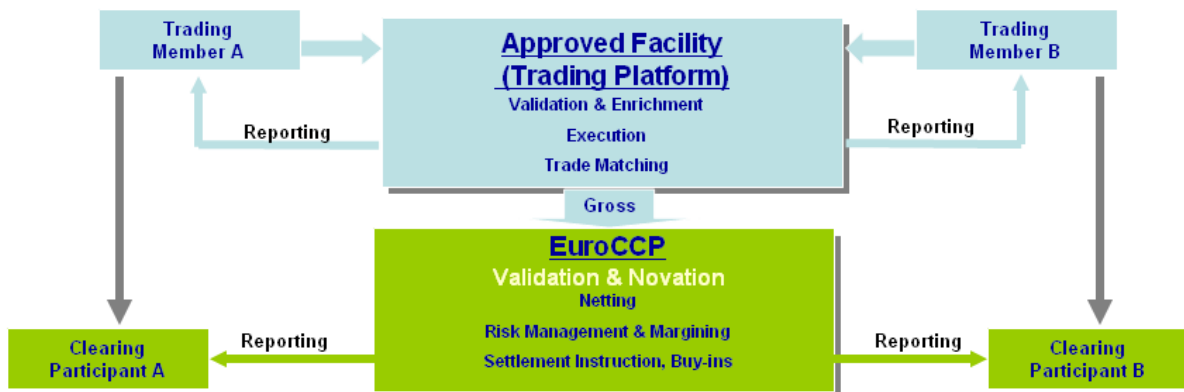 Trading
Member A
Approved Facility
(Trading Platform)
Validation & Enrichment
Execution
Trade Matching
Trading
Member B
Reporting
Reporting
Gross
EuroCCP
Validation & Novation
Netting
Risk Management & Margining
Settlement Instruction, Buy-ins
Reporting
Reporting
Clearing
Participant A
Clearing
Participant B